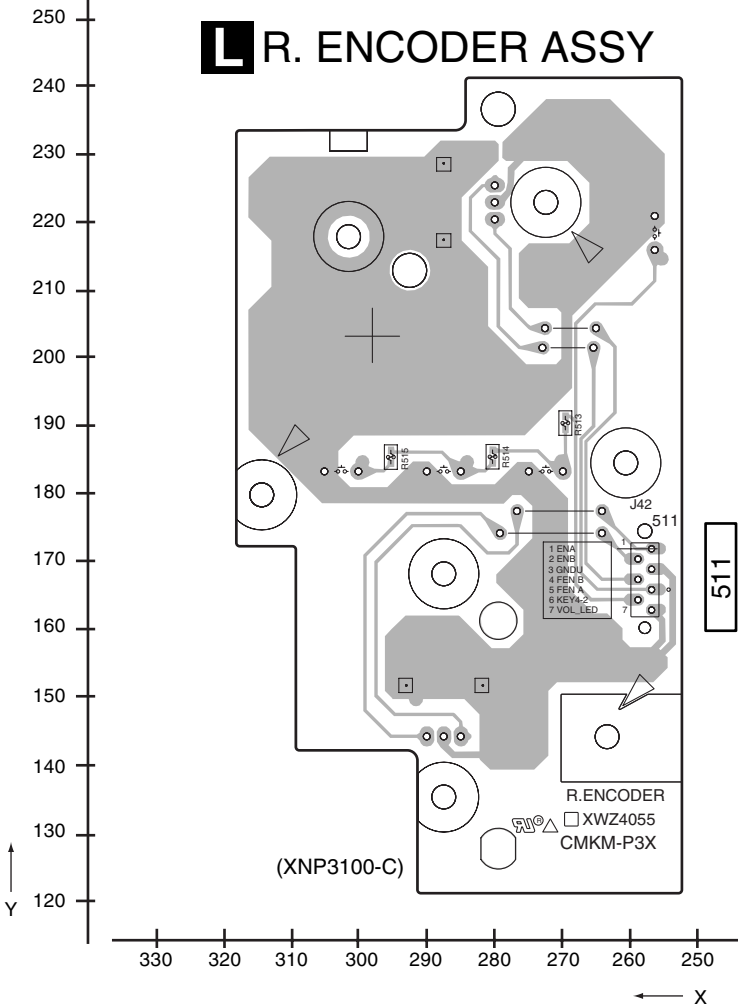 L R. ENCODER ASSY
250
240
230
220
210
200
190
180
170
160
150
140
130
120
Y
R513
R515
R514
J42
511
1
1 ENA
2 ENB
3 GNDU
4 FEN B
5 FEN A
6 KEY4-2
7 VOL_LED
7
511
R.ENCODER
XWZ4055
CMKM-P3X
(XNP3100-C)
330 320 310 300 290 280 270 260 250
X